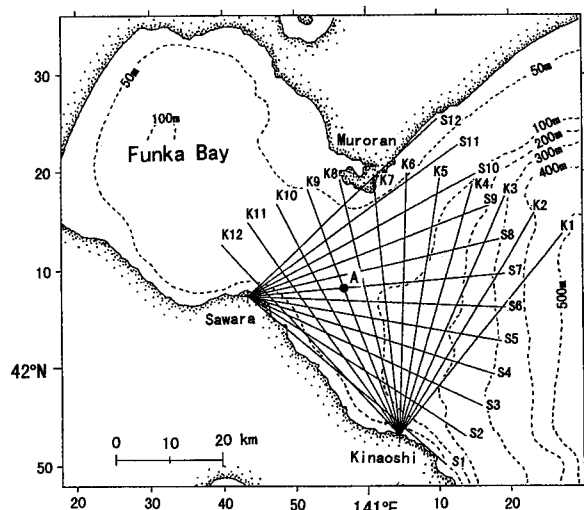 36
50m
50m
100m
Funka Bay
Muroran
S12
S11
100m
200m
300m
400m
20
K12
K11
K10
K9
K8
K7
K6
K5
S10
K4
K3
S9
K2
K1
S8
S7
S6
S5
S4
S3
S2
S1
A
500m
10
Sawara
42°N
0 10 20 km
Kinaoshi
50
20 30 40 50 141°E 10 20